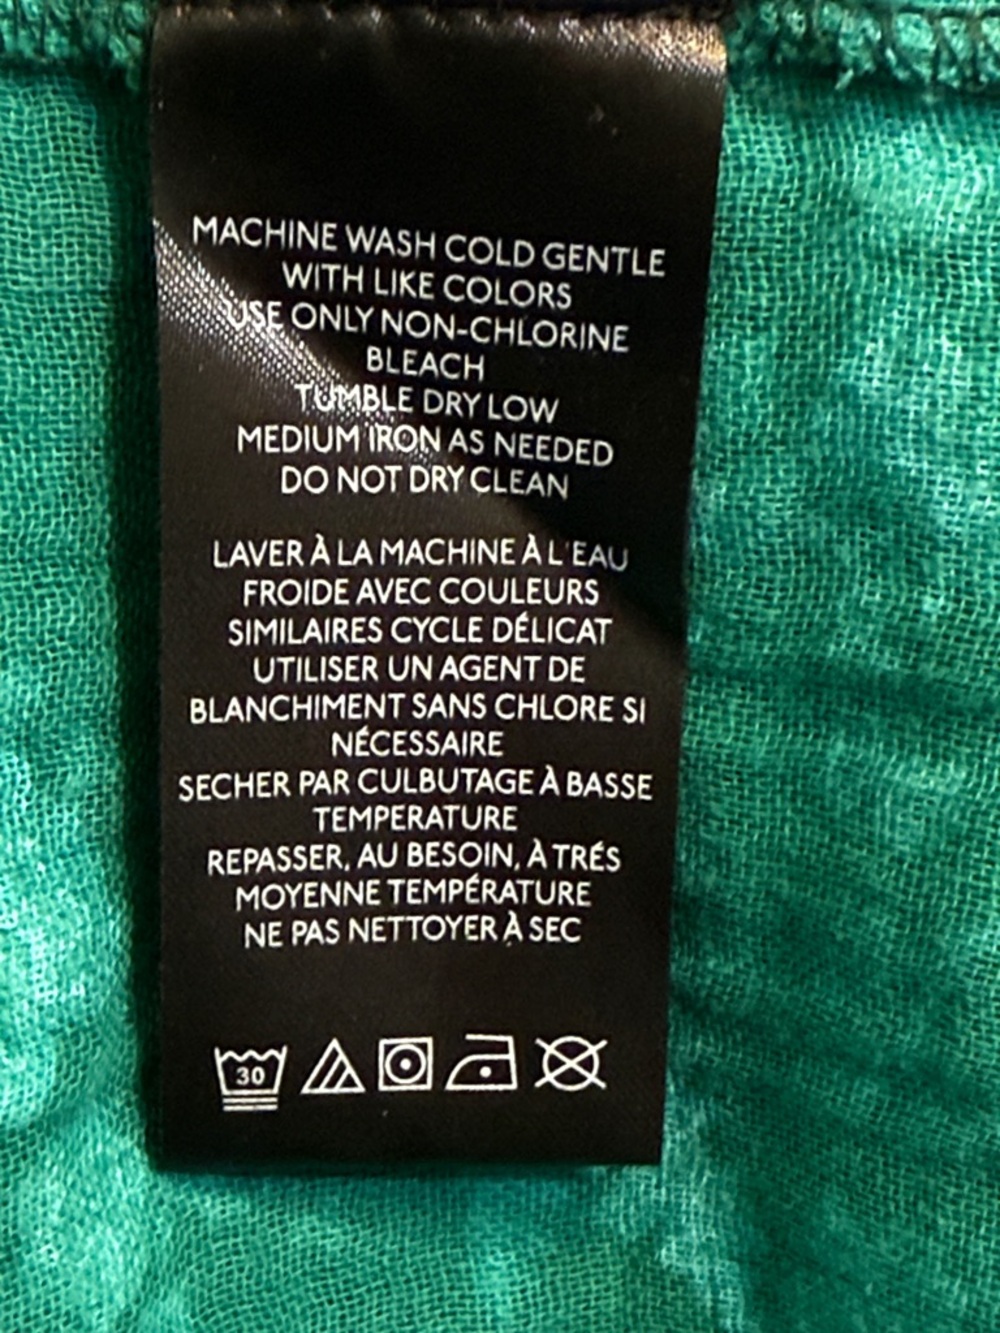 MACHINE WASH COLD GENTLE
WITH LIKE COLORS
USE ONLY NON-CHLORINE
BLEACH
TUMBLE DRY LOW
MEDIUM IRON AS NEEDED
DO NOT DRY CLEAN
LAVER À LA MACHINE À L'EAU
FROIDE AVEC COULEURS
SIMILAIRES CYCLE DÉLICAT
UTILISER UN AGENT DE
BLANCHIMENT SANS CHLORE SI
NÉCESSAIRE
SECHER PAR CULBUTAGE À BASSE
TEMPERATURE
REPASSER, AU BESOIN, À TRÉS
MOYENNE TEMPÉRATURE
NE PAS NETTOYER À SEC
30